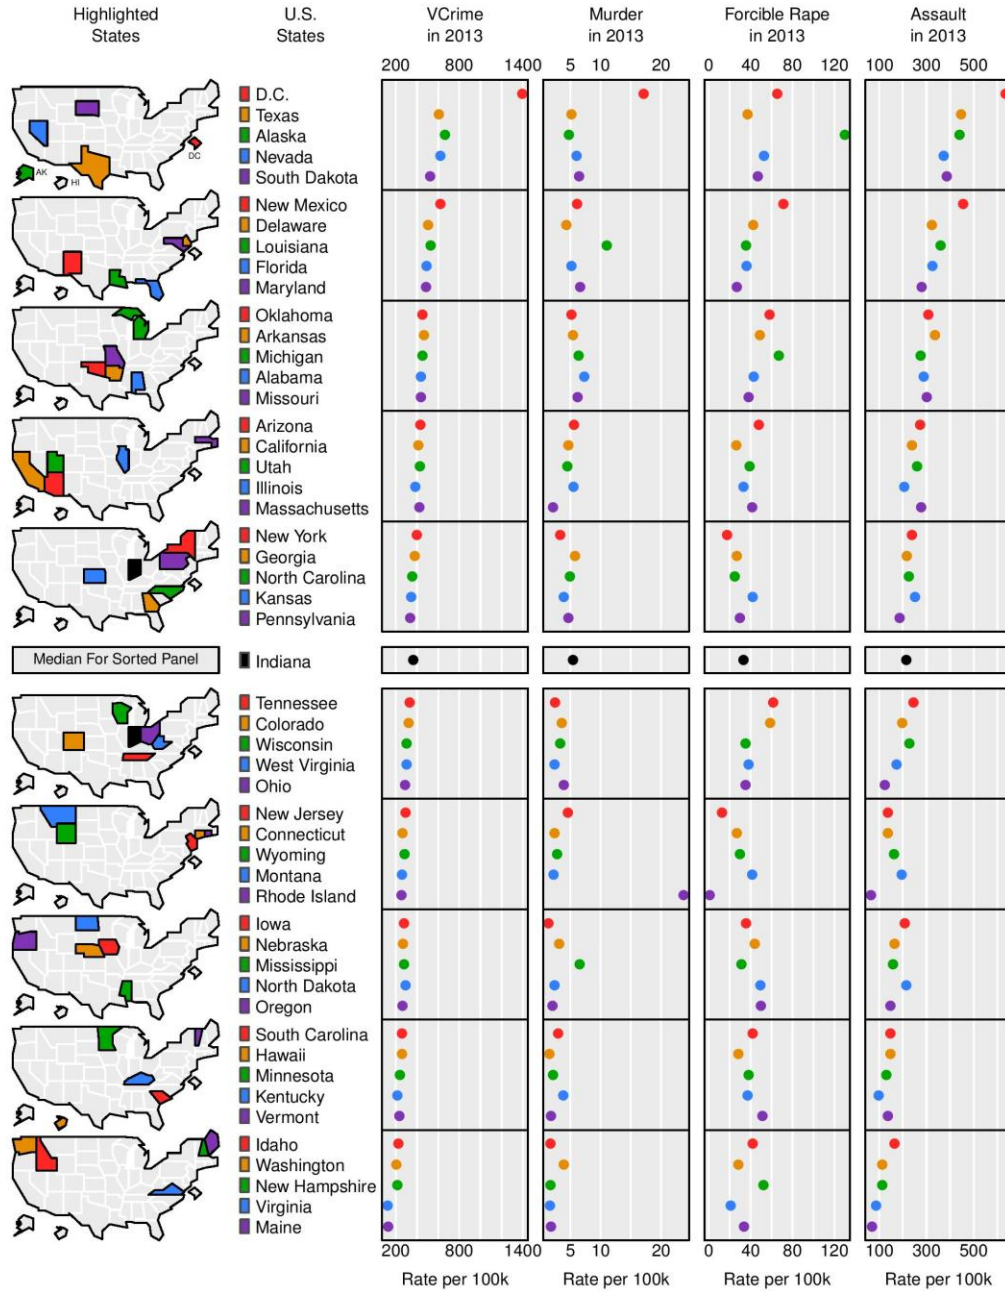 Highlighted States
U.S. States
VCrime in 2013
Murder in 2013
Forcible Rape in 2013
Assault in 2013
200 800 1400
5 10 20
0 40 80 120
100 300 500
D.C.
Texas
Alaska
Nevada
South Dakota
AK
HI
DC
New Mexico
Delaware
Louisiana
Florida
Maryland
Oklahoma
Arkansas
Michigan
Alabama
Missouri
Arizona
California
Utah
Illinois
Massachusetts
New York
Georgia
North Carolina
Kansas
Pennsylvania
Median For Sorted Panel
Indiana
Tennessee
Colorado
Wisconsin
West Virginia
Ohio
New Jersey
Connecticut
Wyoming
Montana
Rhode Island
Iowa
Nebraska
Mississippi
North Dakota
Oregon
South Carolina
Hawaii
Minnesota
Kentucky
Vermont
Idaho
Washington
New Hampshire
Virginia
Maine
200 800 1400
5 10 20
0 40 80 120
100 300 500
Rate per 100k
Rate per 100k
Rate per 100k
Rate per 100k